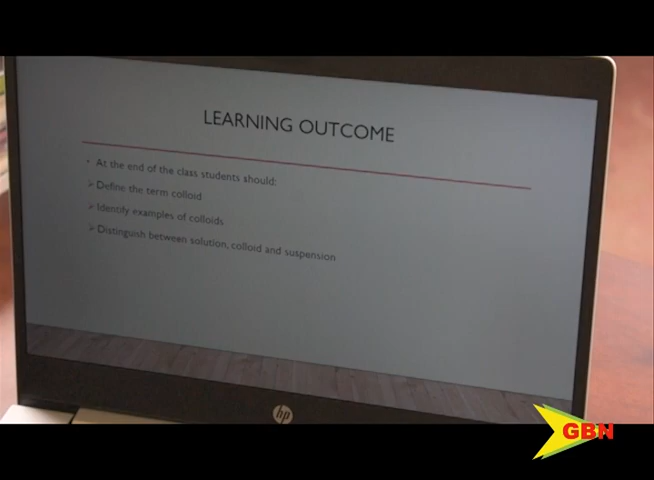 LEARNING OUTCOME
• At the end of the class students should:
➢ Define the term colloid
➢ Identify examples of colloids
➢ Distinguish between solution, colloid and suspension
hp
GBN